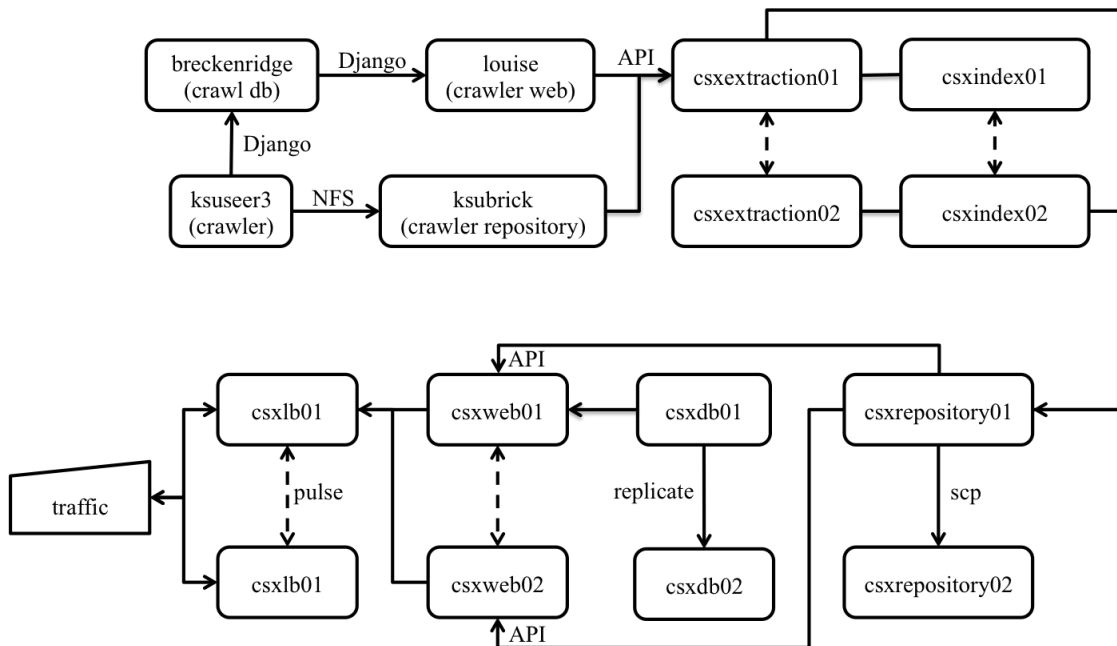 breckenridge
(crawl db)
Django
louise
(crawler web)
API
csxextraction01
csxindex01
Django
ksuseer3
(crawler)
NFS
ksubrick
(crawler repository)
csxextraction02
csxindex02
API
csxlb01
csxweb01
csxdb01
csxrepository01
traffic
pulse
replicate
scp
csxlb01
csxweb02
csxdb02
csxrepository02
API